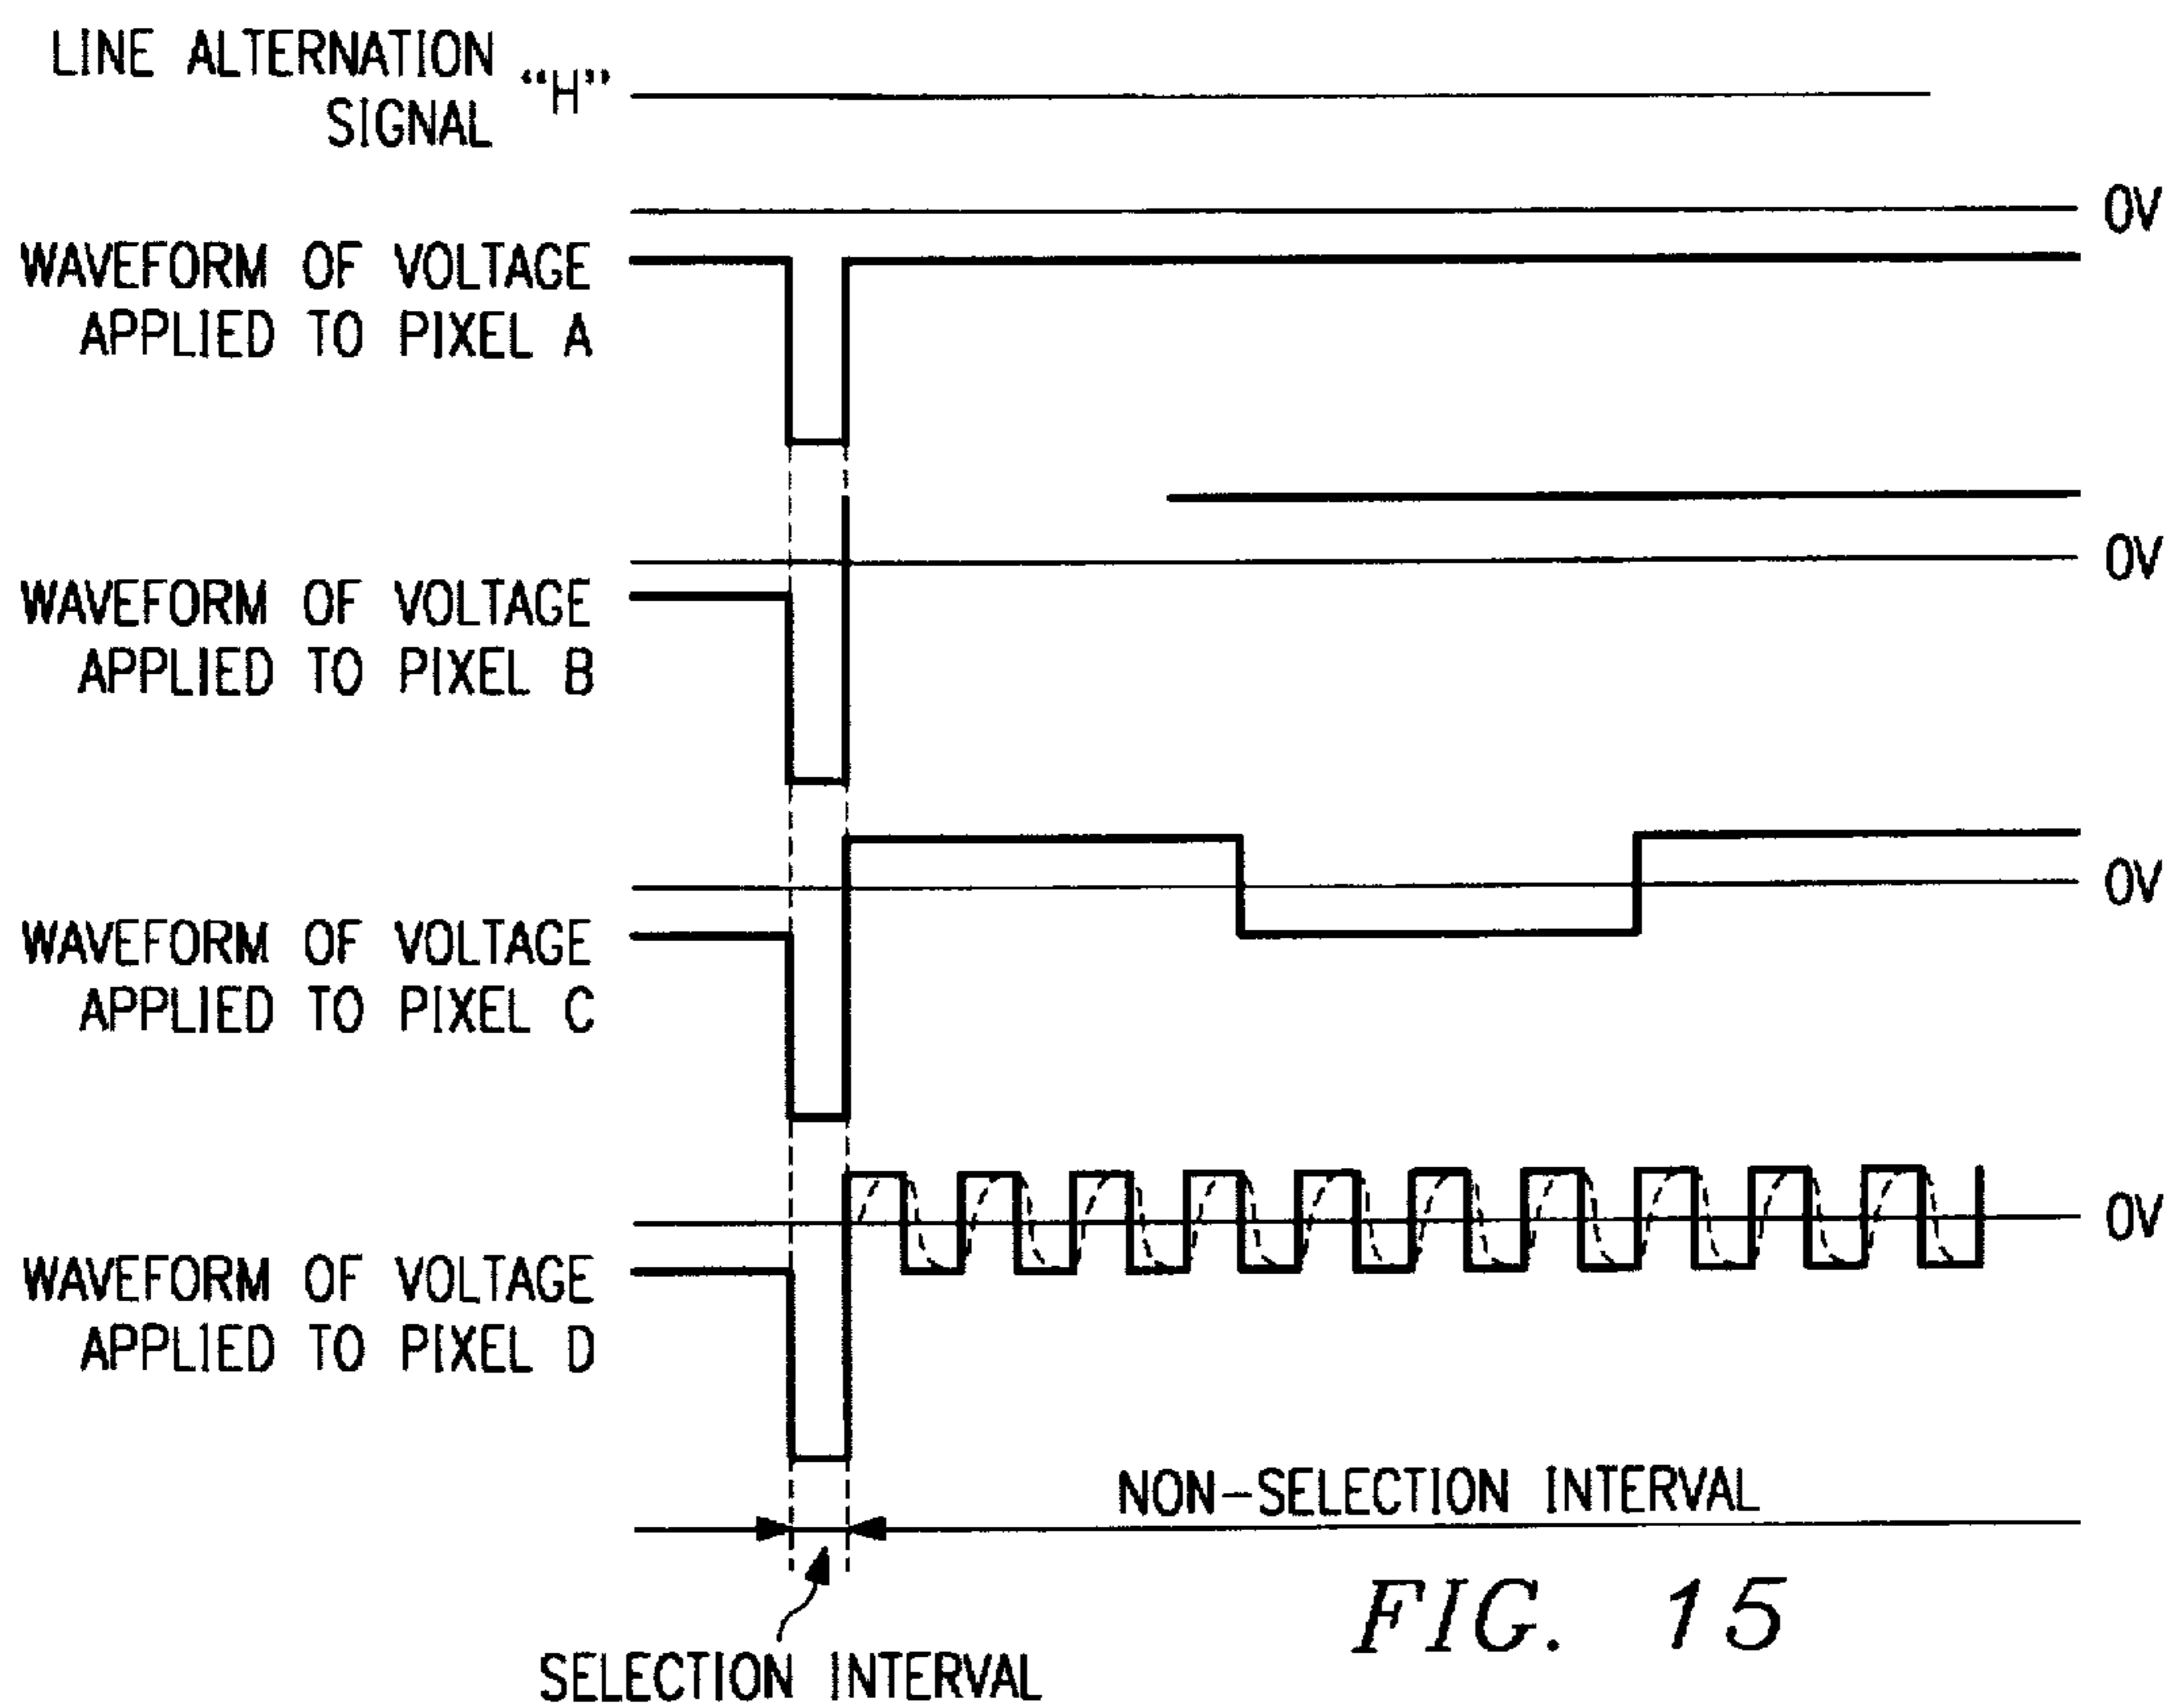 LINE ALTERNATION
SIGNAL "H"
0V
WAVEFORM OF VOLTAGE
APPLIED TO PIXEL A
0V
WAVEFORM OF VOLTAGE
APPLIED TO PIXEL B
0V
WAVEFORM OF VOLTAGE
APPLIED TO PIXEL C
0V
WAVEFORM OF VOLTAGE
APPLIED TO PIXEL D
NON-SELECTION INTERVAL
SELECTION INTERVAL
FIG. 15